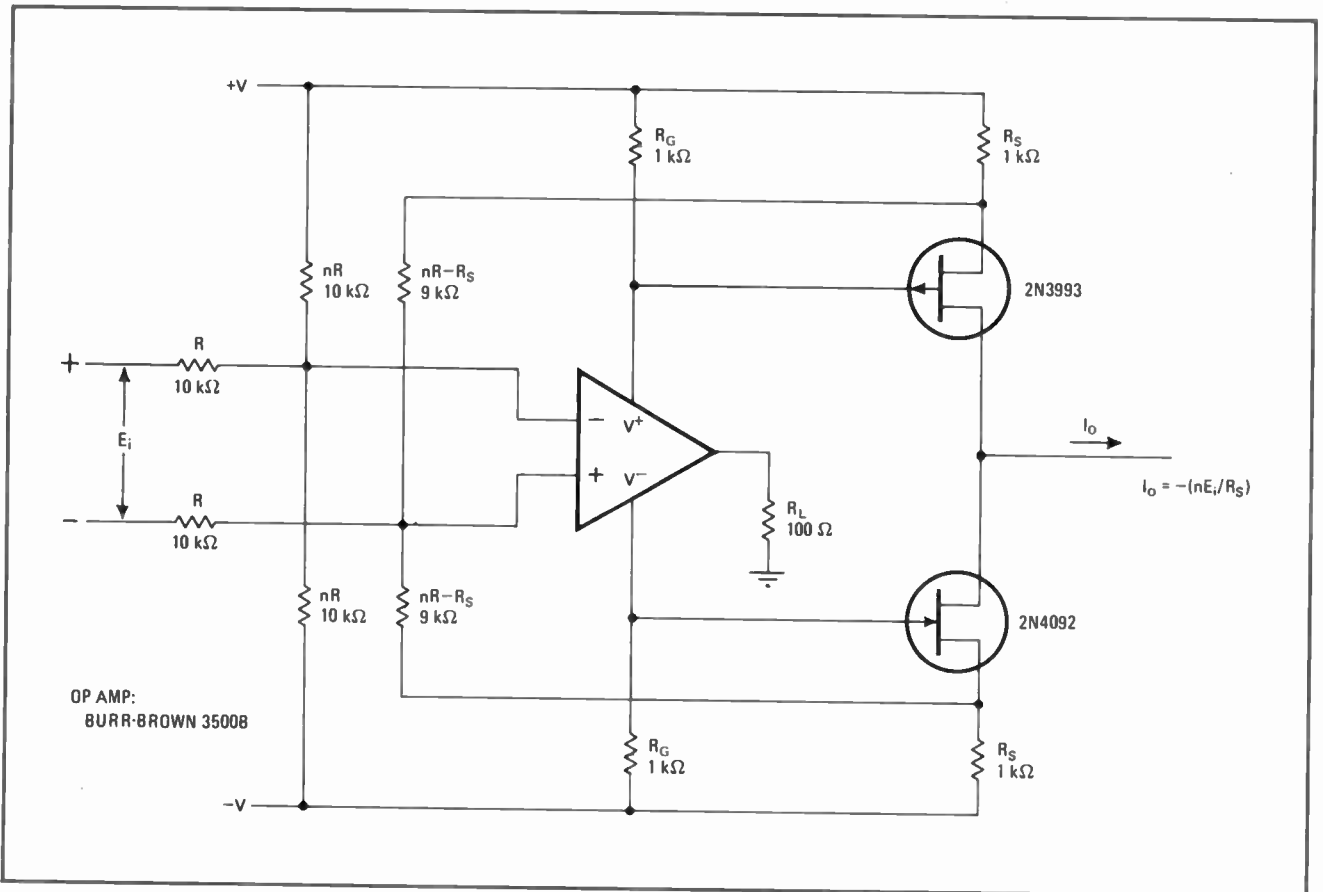 +V
R_G
1 kΩ
R_S
1 kΩ
nR
10 kΩ
nR−R_S
9 kΩ
2N3993
R
10 kΩ
+
E_i
−
R
10 kΩ
− V+
+ V−
R_L
100 Ω
I_o
I_o = −(nE_i/R_S)
nR
10 kΩ
nR−R_S
9 kΩ
2N4092
OP AMP:
BURR-BROWN 3500B
R_G
1 kΩ
R_S
1 kΩ
−V